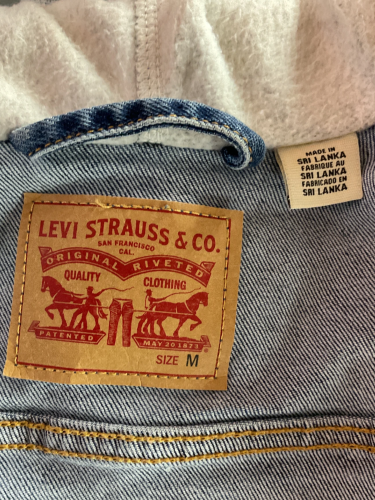 MADE IN
SRI LANKA
FABRIQUE AU
SRI LANKA
FABRICADO EN
SRI LANKA
LEVI STRAUSS & CO.
SAN FRANCISCO
CAL.
ORIGINAL RIVETED
QUALITY CLOTHING
PATENTED MAY 20 1873
SIZE M